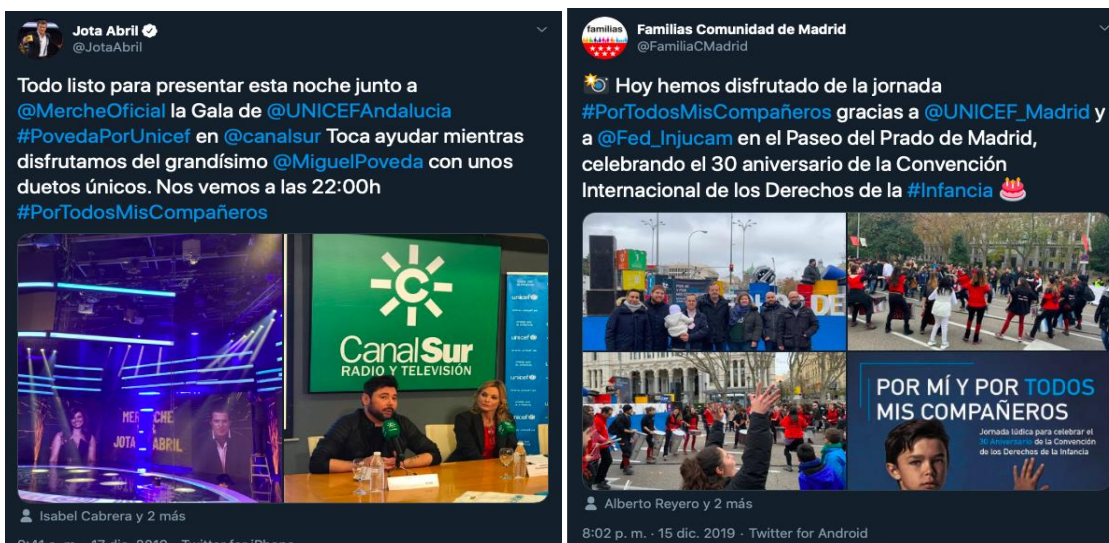 Jota Abril
@JotaAbril
Todo listo para presentar esta noche junto a
@MercheOficial la Gala de @UNICEFAndalucia
#PovedaPorUnicef en @canalsur Toca ayudar mientras
disfrutamos del grandísimo @MiguelPoveda con unos
duetos únicos. Nos vemos a las 22:00h
#PorTodosMisCompañeros
MERCHE
JOTA ABRIL
CanalSur
RADIO Y TELEVISIÓN
unicef
unicef
unicef
unicef
unicef
Isabel Cabrera y 2 más
familias
Familias Comunidad de Madrid
@FamiliaCMadrid
Hoy hemos disfrutado de la jornada
#PorTodosMisCompañeros gracias a @UNICEF_Madrid y
a @Fed_Injucam en el Paseo del Prado de Madrid,
celebrando el 30 aniversario de la Convención
Internacional de los Derechos de la #Infancia
POR MÍ Y POR TODOS
MIS COMPAÑEROS
Jornada lúdica para celebrar el
30 Aniversario de la Convención
de los Derechos de la Infancia
Alberto Reyero y 2 más
8:02 p. m. · 15 dic. 2019 · Twitter for Android